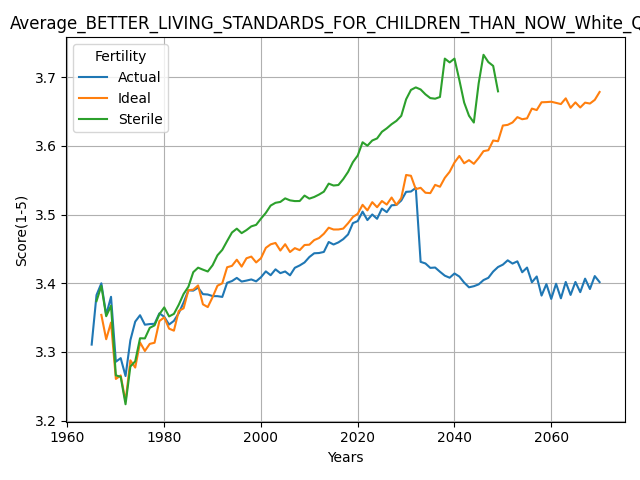 Average_BETTER_LIVING_STANDARDS_FOR_CHILDREN_THAN_NOW_White_Q
Fertility
Actual
Ideal
Sterile
Score(1-5)
3.7
3.6
3.5
3.4
3.3
3.2
1960 1980 2000 2020 2040 2060
Years